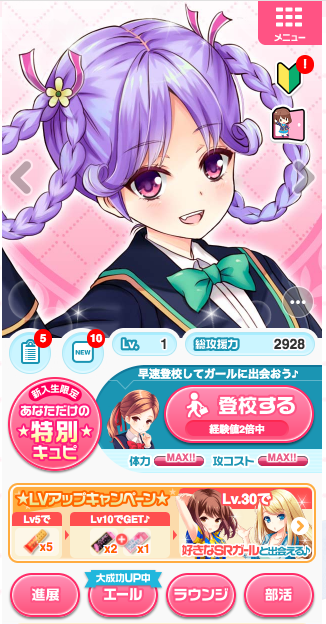 メニュー
!
5
NEW
10
Lv. 1
総攻援力 2928
早速登校してガールに出会おう♪
新入生限定
あなただけの
★特別★
キュピ
登校する
経験値2倍中
体力 MAX!! 攻コスト MAX!!
★LVアップキャンペーン★
Lv5で
x5
Lv10でGET♪
x2 + x1
Lv.30で
好きなSRガールと出会える♪
大成功UP中
進展
エール
ラウンジ
部活